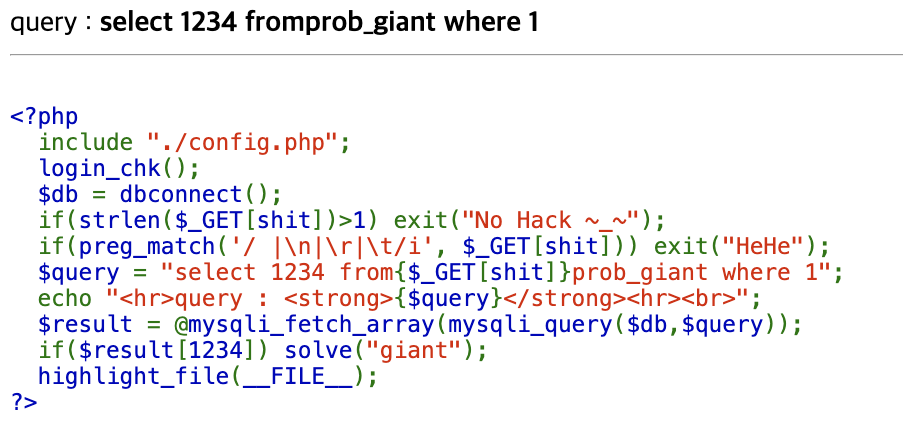 query : select 1234 fromprob_giant where 1
<?php
  include "./config.php";
  login_chk();
  $db = dbconnect();
  if(strlen($_GET[shit])>1) exit("No Hack ~_~");
  if(preg_match('/ |\n|\r|\t/i', $_GET[shit])) exit("HeHe");
  $query = "select 1234 from{$_GET[shit]}prob_giant where 1";
  echo "<hr>query : <strong>{$query}</strong><hr><br>";
  $result = @mysqli_fetch_array(mysqli_query($db,$query));
  if($result[1234]) solve("giant");
  highlight_file(__FILE__);
?>